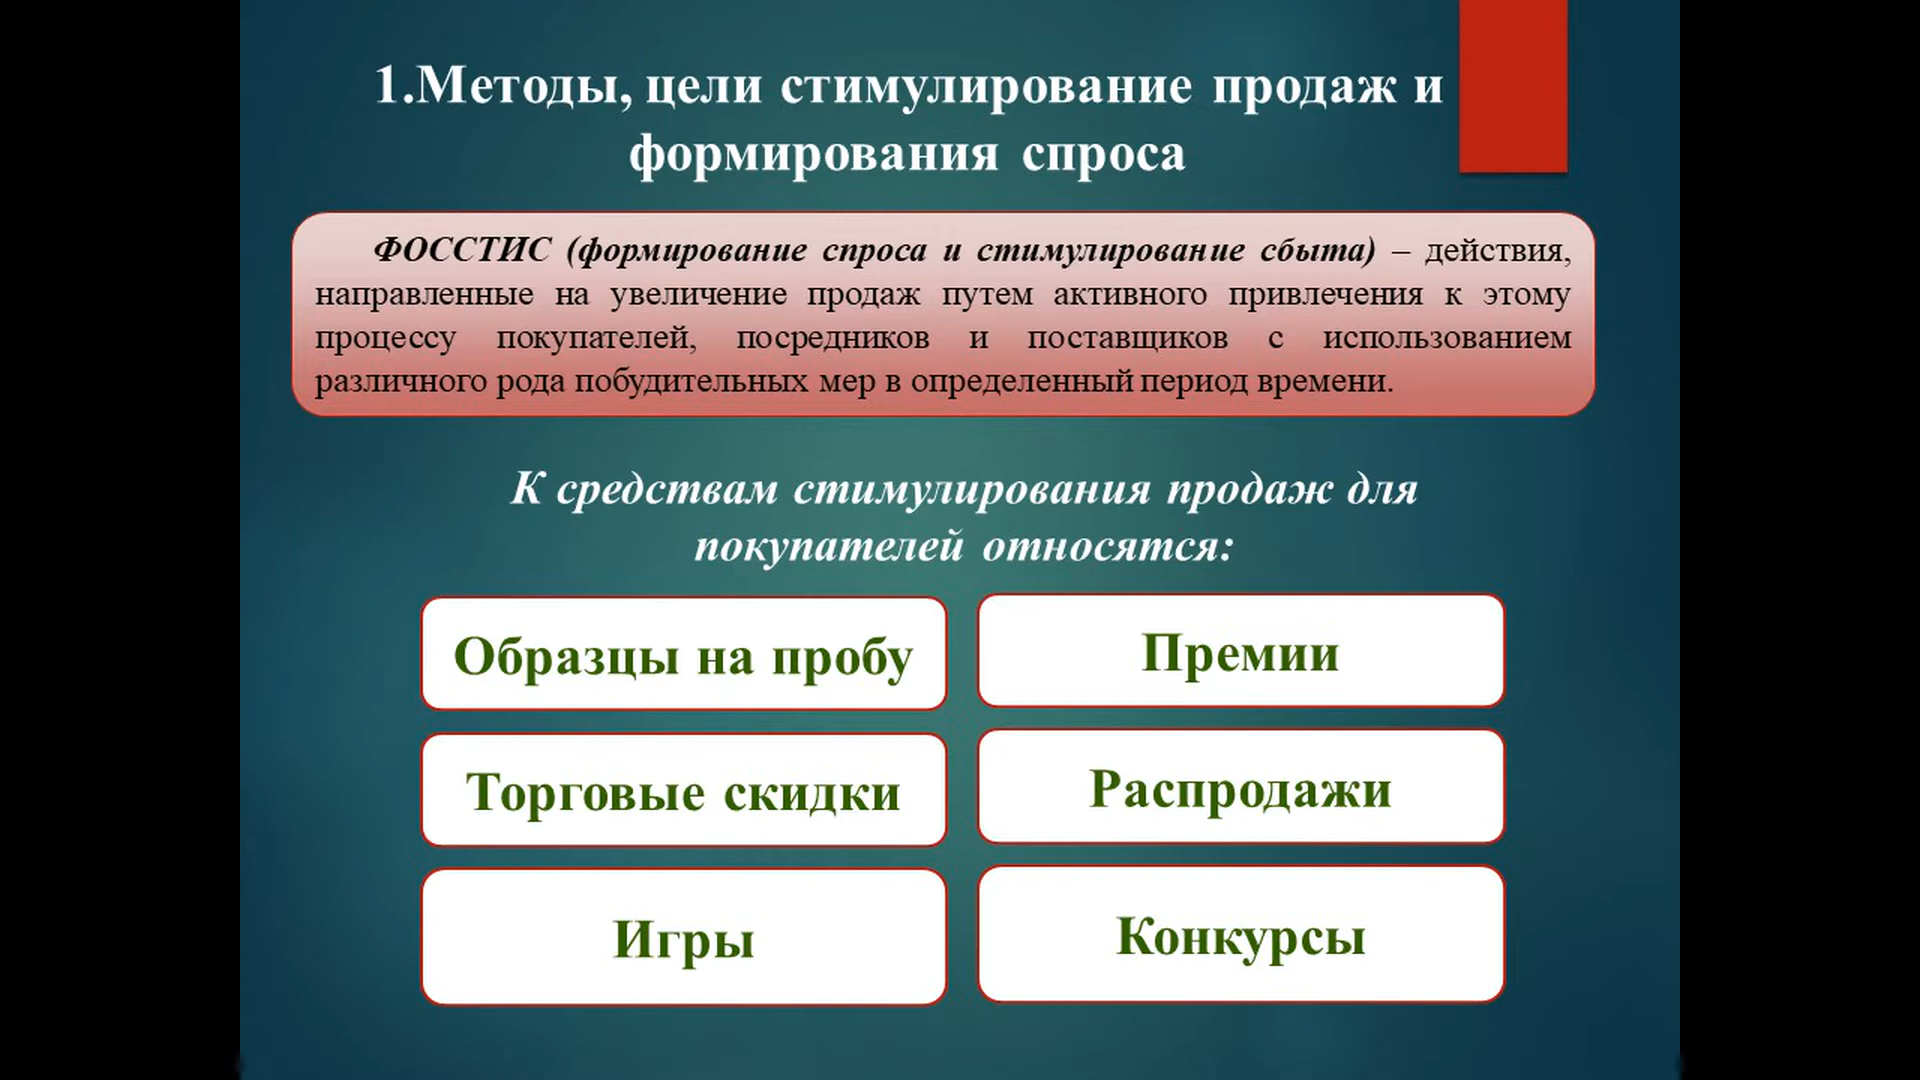 1.Методы, цели стимулирование продаж и
формирования спроса
ФОССТИС (формирование спроса и стимулирование сбыта) – действия,
направленные на увеличение продаж путем активного привлечения к этому
процессу покупателей, посредников и поставщиков с использованием
различного рода побудительных мер в определенный период времени.
К средствам стимулирования продаж для
покупателей относятся:
Образцы на пробу
Премии
Торговые скидки
Распродажи
Игры
Конкурсы